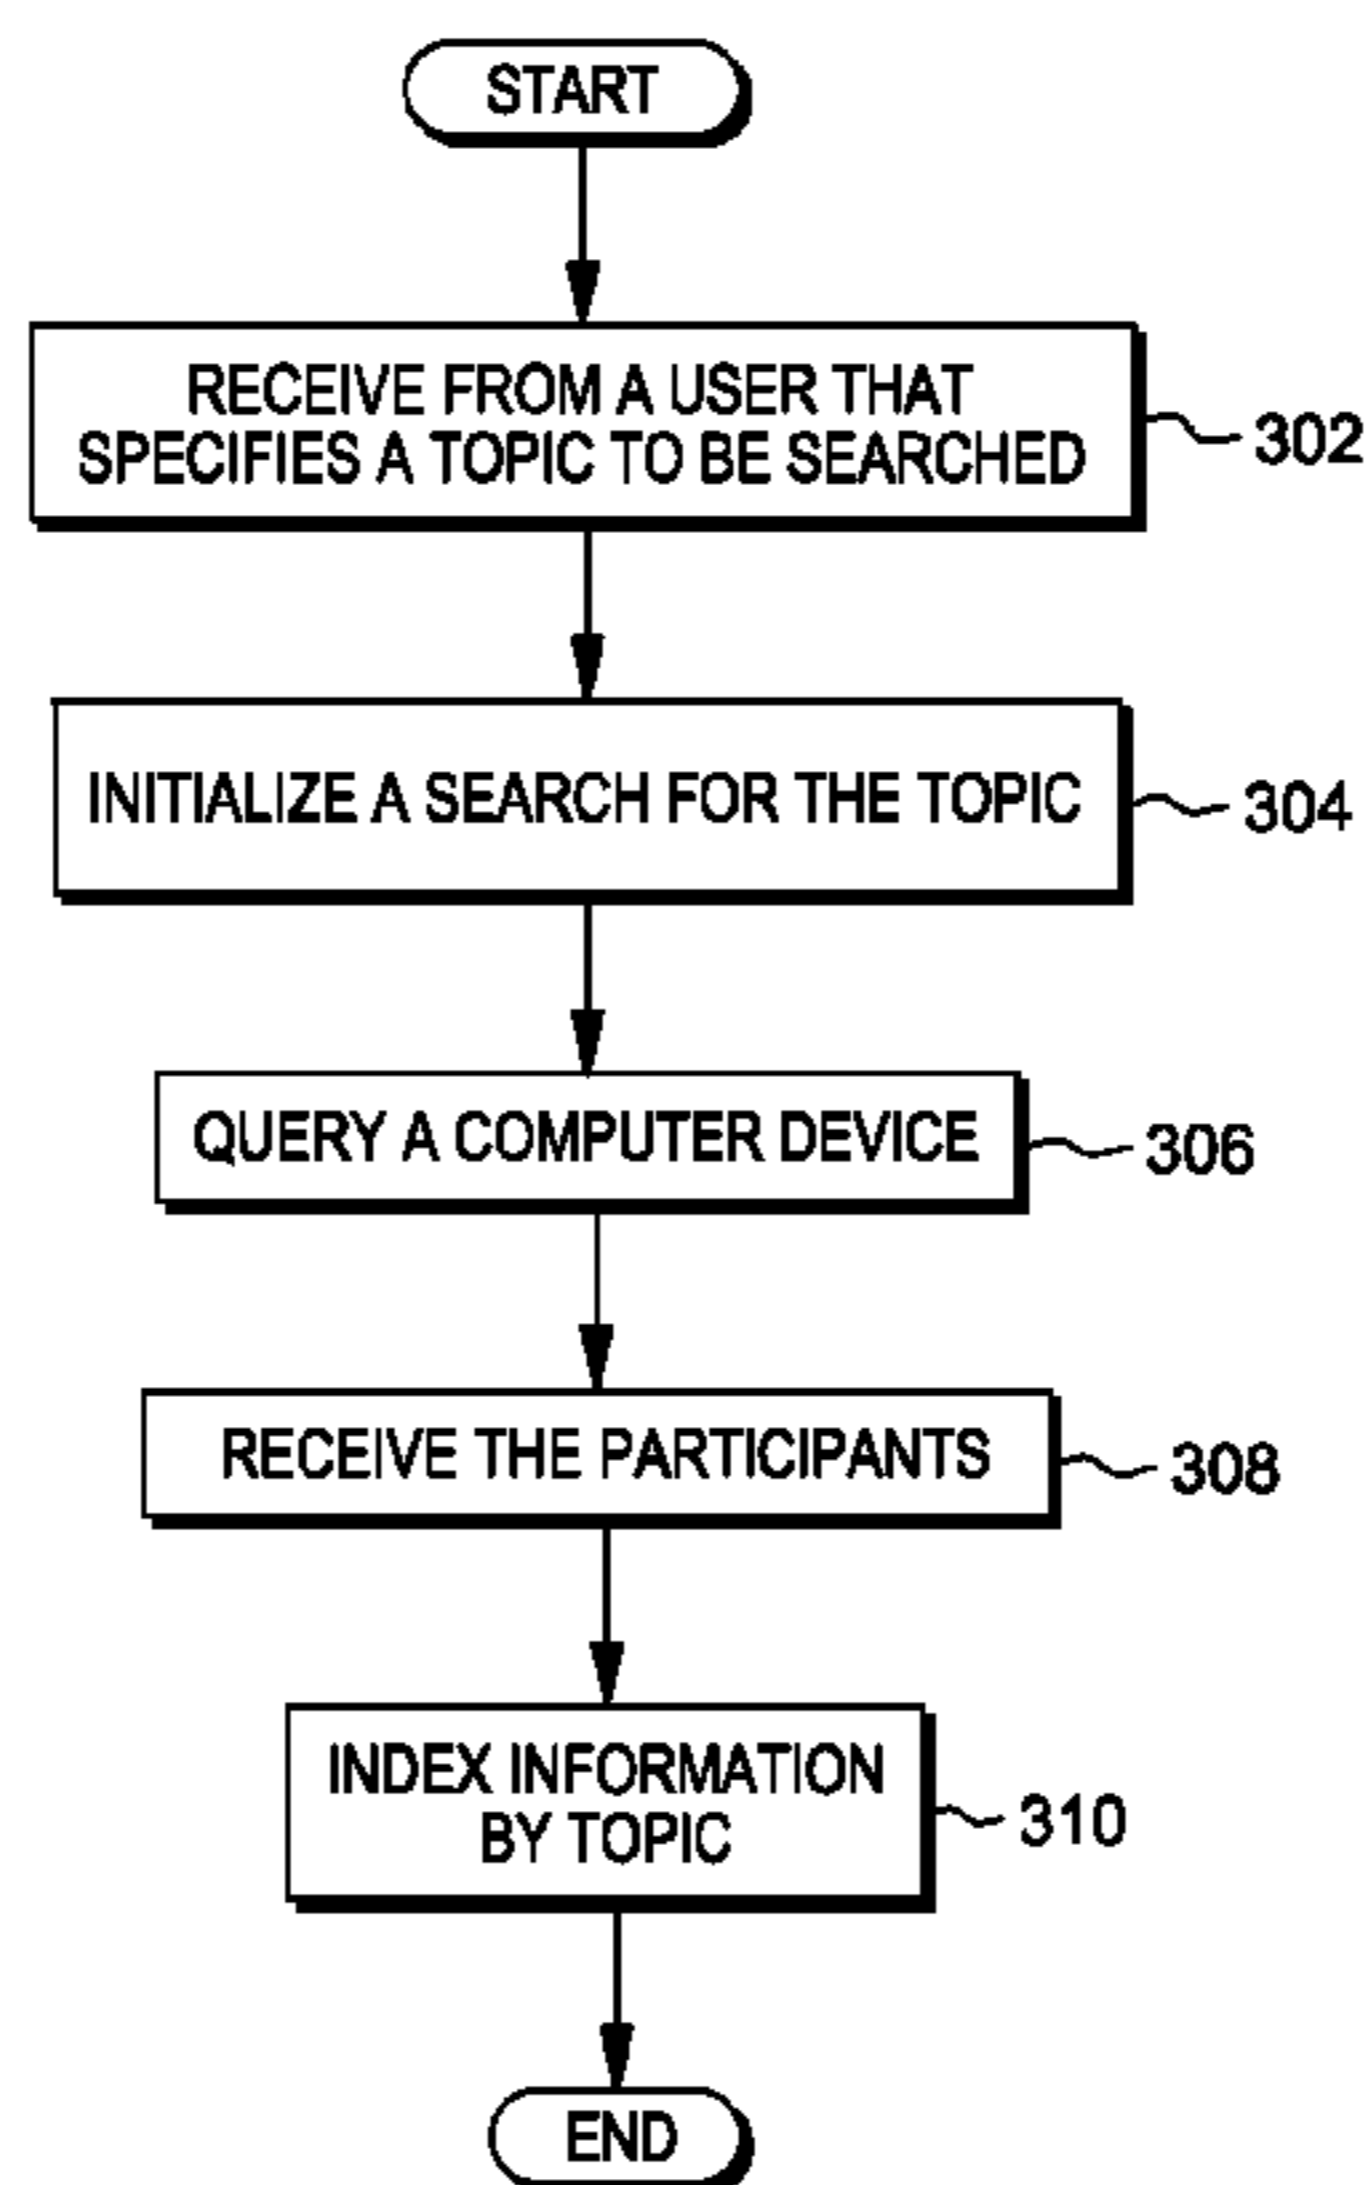 START
RECEIVE FROM A USER THAT
SPECIFIES A TOPIC TO BE SEARCHED
302
INITIALIZE A SEARCH FOR THE TOPIC
304
QUERY A COMPUTER DEVICE
306
RECEIVE THE PARTICIPANTS
308
INDEX INFORMATION
BY TOPIC
310
END